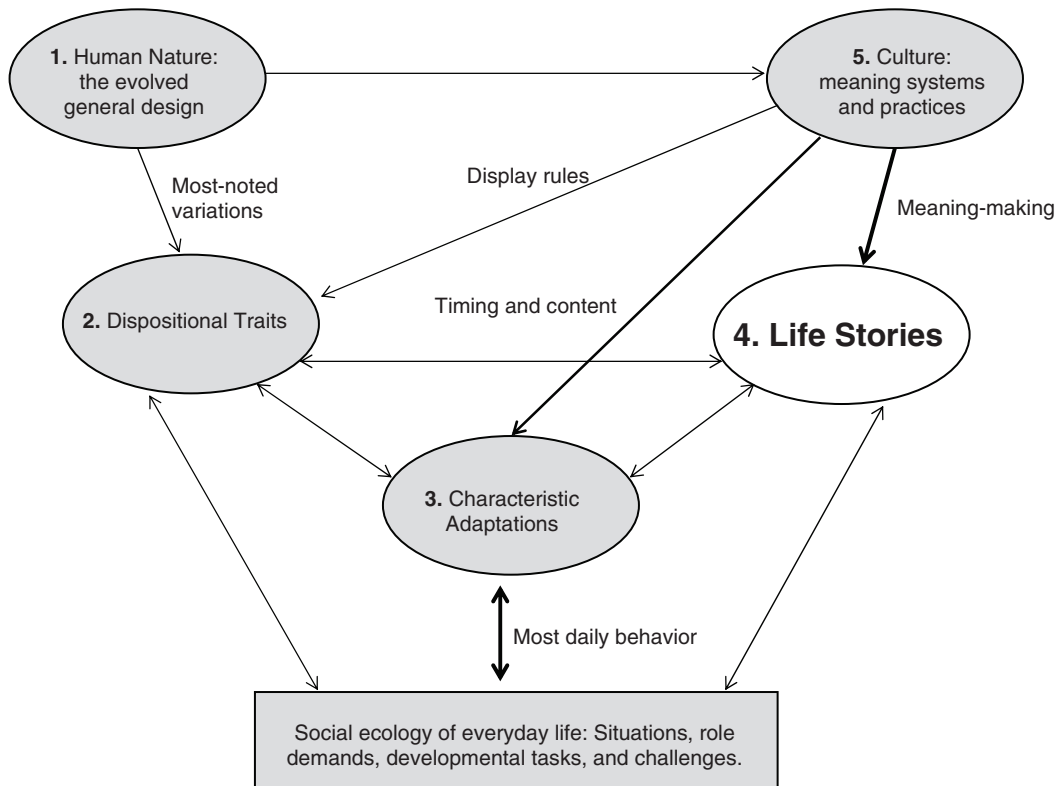 1. Human Nature:
the evolved
general design
5. Culture:
meaning systems
and practices
Most-noted
variations
Display rules
Meaning-making
2. Dispositional Traits
Timing and content
4. Life Stories
3. Characteristic
Adaptations
Most daily behavior
Social ecology of everyday life: Situations, role
demands, developmental tasks, and challenges.